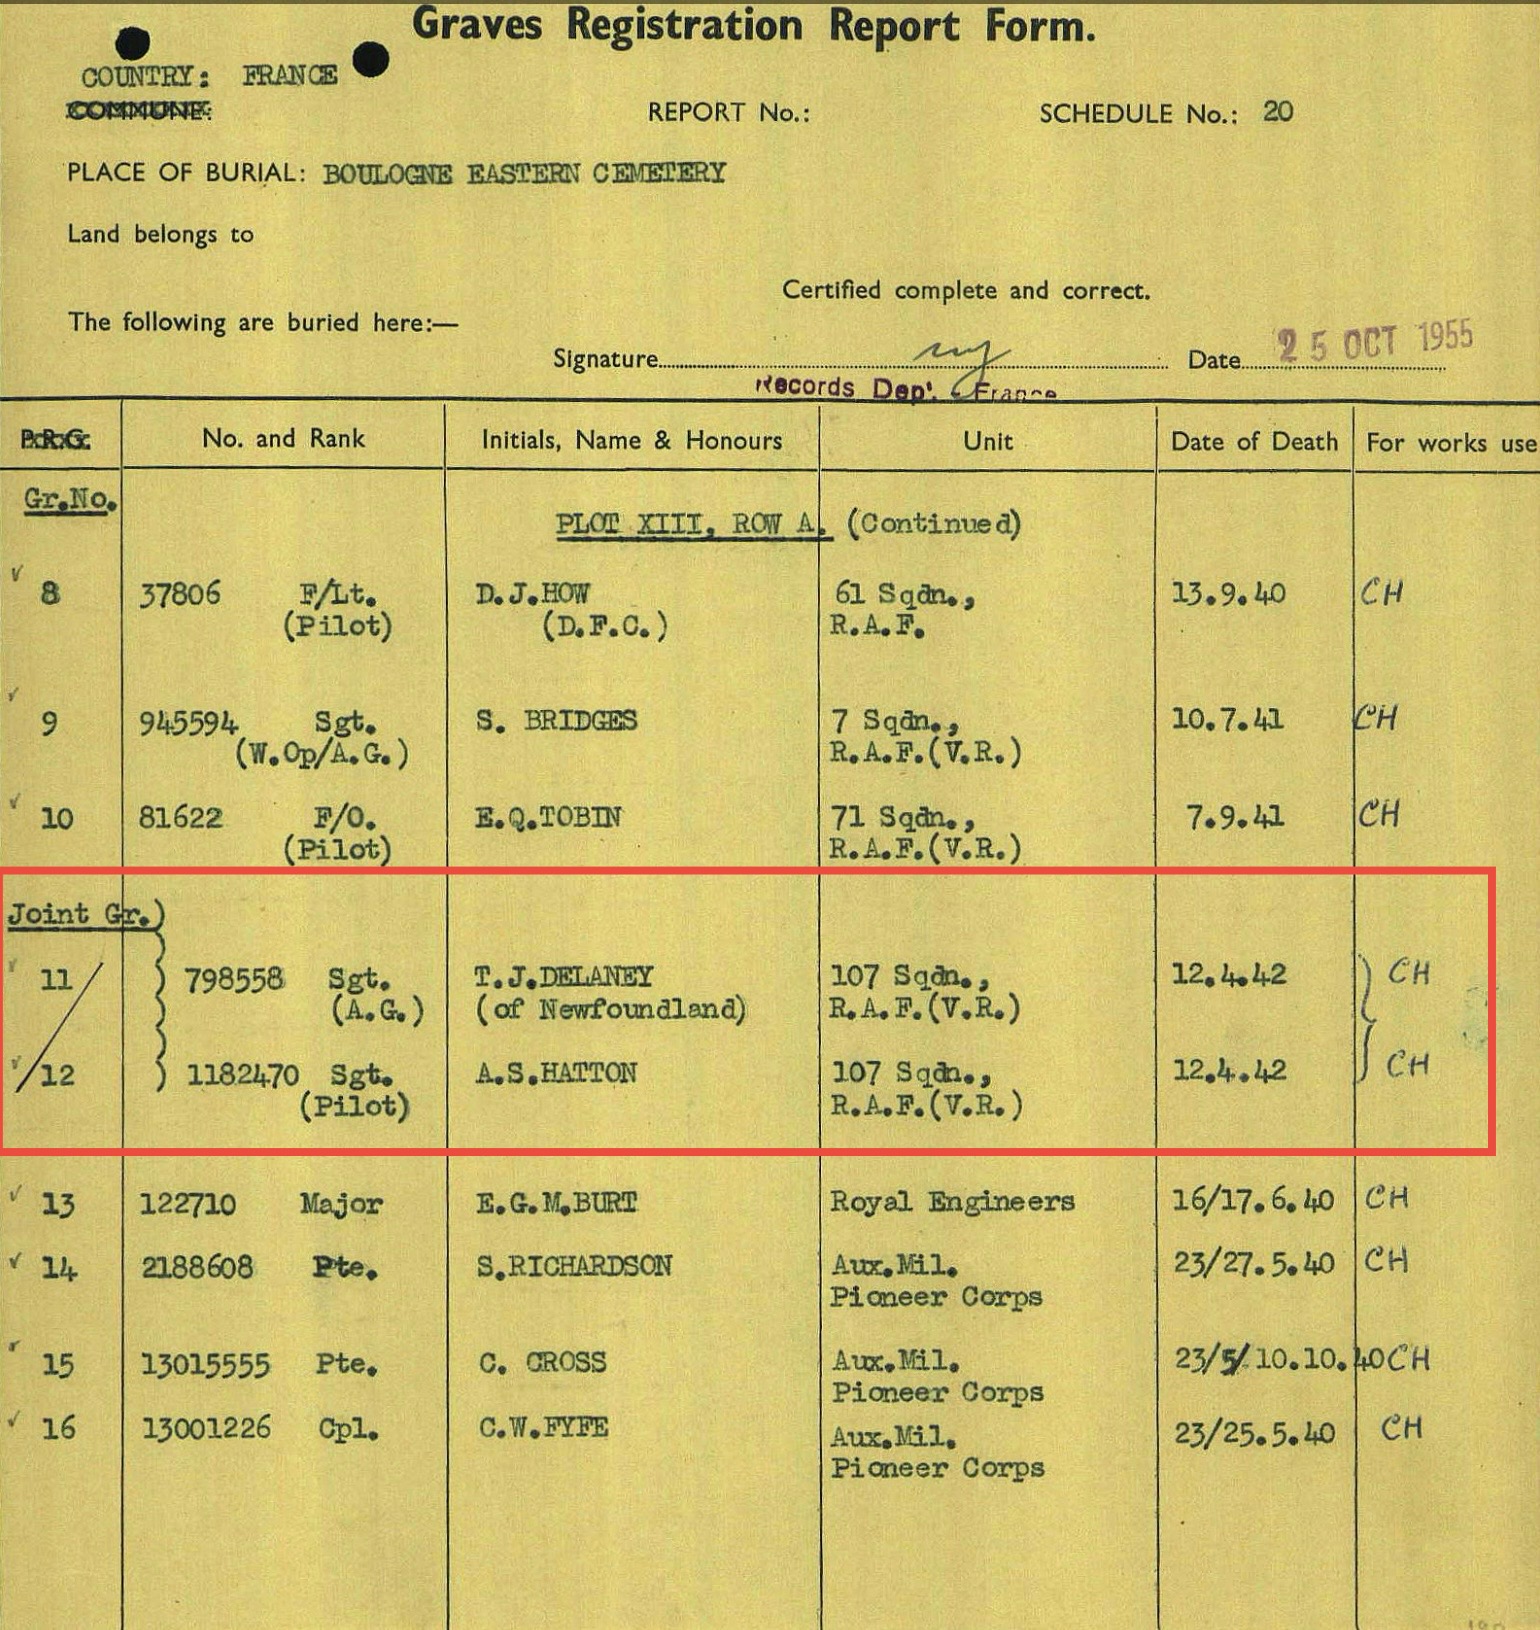 Graves Registration Report Form.
COUNTRY: FRANCE
COMMUNE:
REPORT No.: SCHEDULE No.: 20
PLACE OF BURIAL: BOULOGNE EASTERN CEMETERY
Land belongs to
Certified complete and correct.
The following are buried here:—
Signature Date 25 OCT 1955
Records Dept. France
P.R.G. No. and Rank Initials, Name & Honours Unit Date of Death For works use
Gr.No.
PLOT XIII, ROW A. (Continued)
8 37806 F/Lt. D.J.HOW 61 Sqdn., 13.9.40 CH
(Pilot) (D.F.C.) R.A.F.
9 945594 Sgt. S. BRIDGES 7 Sqdn., 10.7.41 CH
(W.Op/A.G.) R.A.F.(V.R.)
10 81622 F/O. E.Q.TOBIN 71 Sqdn., 7.9.41 CH
(Pilot) R.A.F.(V.R.)
Joint Gr.)
11 ) 798558 Sgt. T.J.DELANEY 107 Sqdn., 12.4.42 CH
(A.G.) (of Newfoundland) R.A.F.(V.R.)
12 ) 1182470 Sgt. A.S.HATTON 107 Sqdn., 12.4.42 CH
(Pilot) R.A.F.(V.R.)
13 122710 Major E.G.M.BURT Royal Engineers 16/17.6.40 CH
14 2188608 Pte. S.RICHARDSON Aux.Mil. 23/27.5.40 CH
Pioneer Corps
15 13015555 Pte. C. CROSS Aux.Mil. 23/5/10.10.40 CH
Pioneer Corps
16 13001226 Cpl. C.W.FYFE Aux.Mil. 23/25.5.40 CH
Pioneer Corps